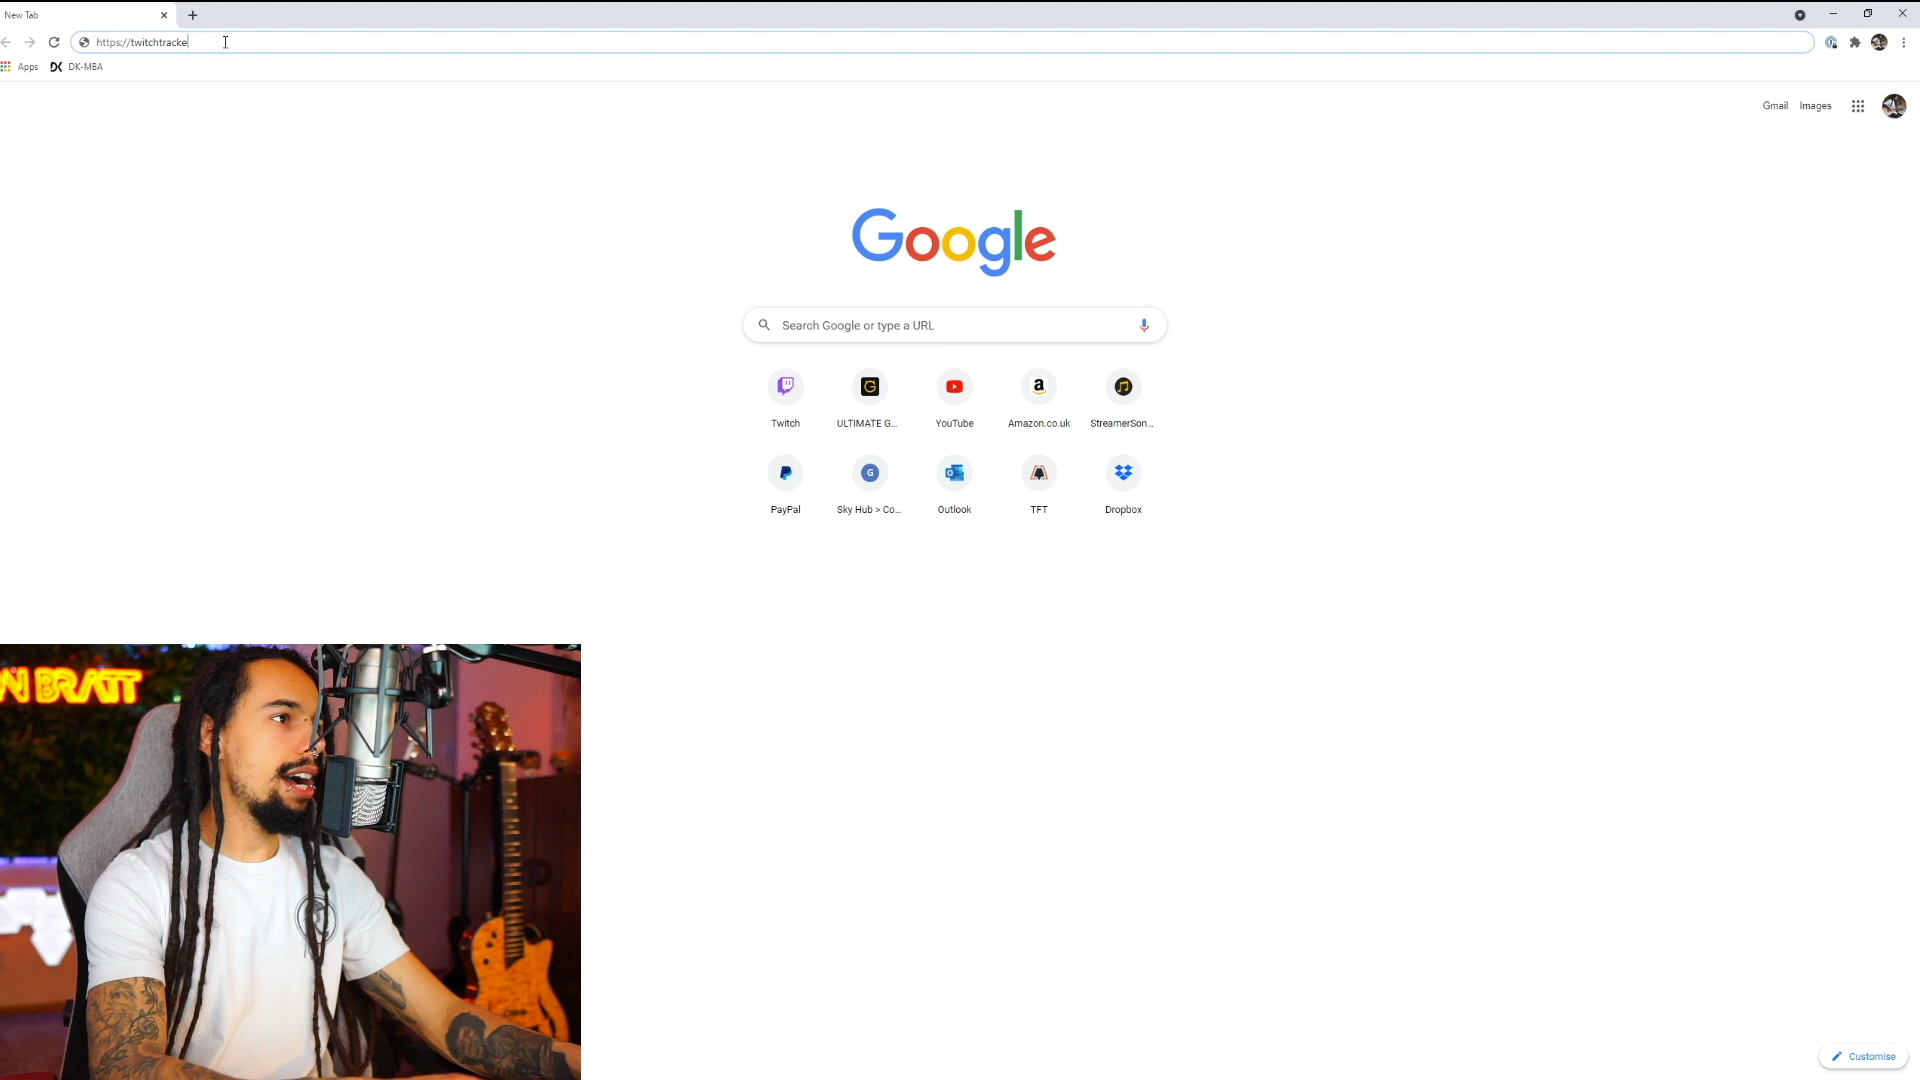 New Tab
https://twitchtracke
Apps DK-MBA
Gmail Images
Google
Search Google or type a URL
Twitch ULTIMATE G... YouTube Amazon.co.uk StreamerSon...
PayPal Sky Hub > Co... Outlook TFT Dropbox
N BRATT
Customise